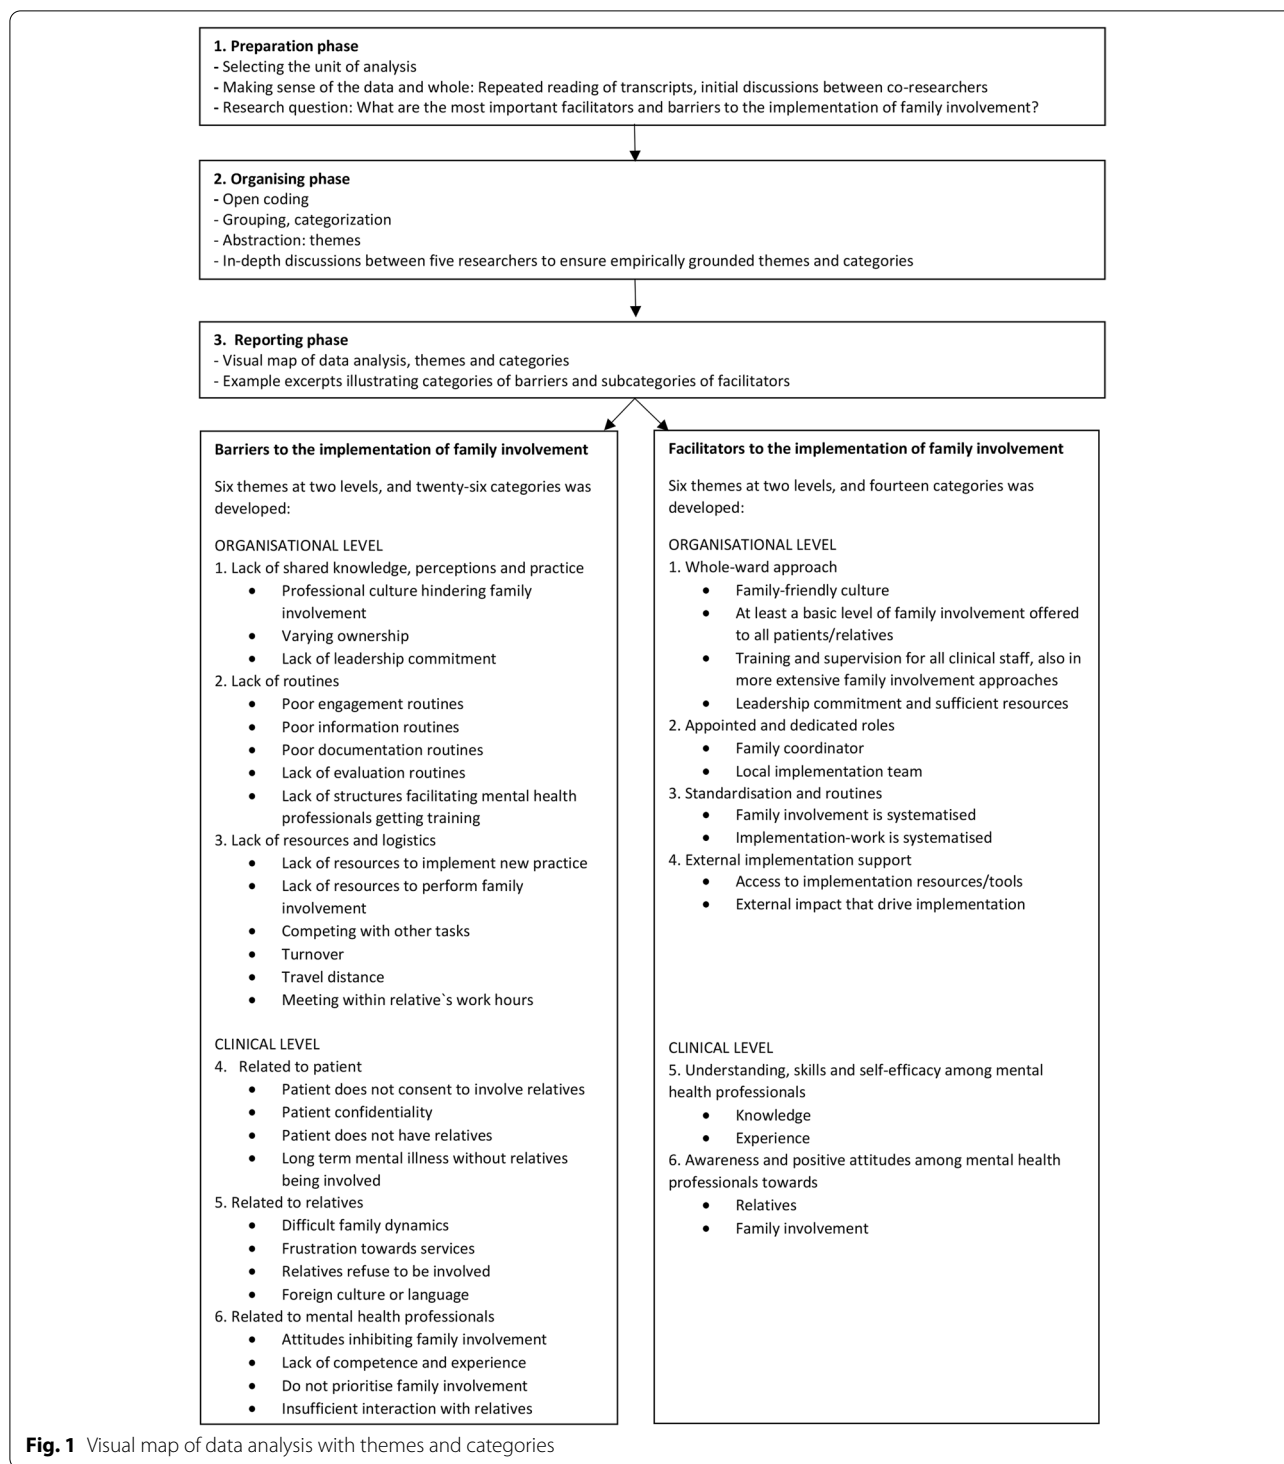 1. Preparation phase
- Selecting the unit of analysis
- Making sense of the data and whole: Repeated reading of transcripts, initial discussions between co-researchers
- Research question: What are the most important facilitators and barriers to the implementation of family involvement?
2. Organising phase
- Open coding
- Grouping, categorization
- Abstraction: themes
- In-depth discussions between five researchers to ensure empirically grounded themes and categories
3. Reporting phase
- Visual map of data analysis, themes and categories
- Example excerpts illustrating categories of barriers and subcategories of facilitators
Barriers to the implementation of family involvement
Six themes at two levels, and twenty-six categories was
developed:
ORGANISATIONAL LEVEL
1. Lack of shared knowledge, perceptions and practice
• Professional culture hindering family
involvement
• Varying ownership
• Lack of leadership commitment
2. Lack of routines
• Poor engagement routines
• Poor information routines
• Poor documentation routines
• Lack of evaluation routines
• Lack of structures facilitating mental health
professionals getting training
3. Lack of resources and logistics
• Lack of resources to implement new practice
• Lack of resources to perform family
involvement
• Competing with other tasks
• Turnover
• Travel distance
• Meeting within relative`s work hours
CLINICAL LEVEL
4. Related to patient
• Patient does not consent to involve relatives
• Patient confidentiality
• Patient does not have relatives
• Long term mental illness without relatives
being involved
5. Related to relatives
• Difficult family dynamics
• Frustration towards services
• Relatives refuse to be involved
• Foreign culture or language
6. Related to mental health professionals
• Attitudes inhibiting family involvement
• Lack of competence and experience
• Do not prioritise family involvement
• Insufficient interaction with relatives
Facilitators to the implementation of family involvement
Six themes at two levels, and fourteen categories was
developed:
ORGANISATIONAL LEVEL
1. Whole-ward approach
• Family-friendly culture
• At least a basic level of family involvement offered
to all patients/relatives
• Training and supervision for all clinical staff, also in
more extensive family involvement approaches
• Leadership commitment and sufficient resources
2. Appointed and dedicated roles
• Family coordinator
• Local implementation team
3. Standardisation and routines
• Family involvement is systematised
• Implementation-work is systematised
4. External implementation support
• Access to implementation resources/tools
• External impact that drive implementation
CLINICAL LEVEL
5. Understanding, skills and self-efficacy among mental
health professionals
• Knowledge
• Experience
6. Awareness and positive attitudes among mental health
professionals towards
• Relatives
• Family involvement
Fig. 1 Visual map of data analysis with themes and categories